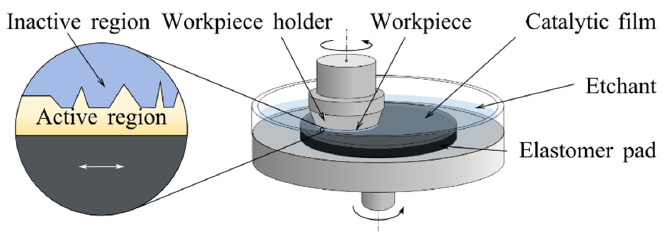 Inactive region
Workpiece holder
Workpiece
Catalytic film
Etchant
Active region
Elastomer pad